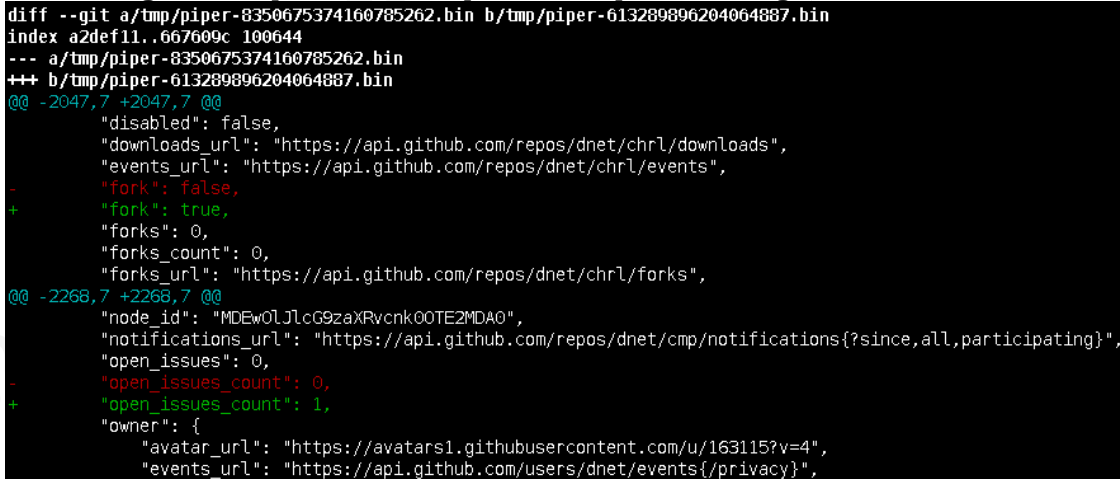 diff --git a/tmp/piper-8350675374160785262.bin b/tmp/piper-613289896204064887.bin
index a2def11..667609c 100644
--- a/tmp/piper-8350675374160785262.bin
+++ b/tmp/piper-613289896204064887.bin
@@ -2047,7 +2047,7 @@
         "disabled": false,
         "downloads_url": "https://api.github.com/repos/dnet/chrl/downloads",
         "events_url": "https://api.github.com/repos/dnet/chrl/events",
-        "fork": false,
+        "fork": true,
         "forks": 0,
         "forks_count": 0,
         "forks_url": "https://api.github.com/repos/dnet/chrl/forks",
@@ -2268,7 +2268,7 @@
         "node_id": "MDEwOlJlcG9zaXRvcnk0OTE2MDA0",
         "notifications_url": "https://api.github.com/repos/dnet/cmp/notifications{?since,all,participating}",
         "open_issues": 0,
-        "open_issues_count": 0,
+        "open_issues_count": 1,
         "owner": {
             "avatar_url": "https://avatars1.githubusercontent.com/u/163115?v=4",
             "events_url": "https://api.github.com/users/dnet/events{/privacy}",